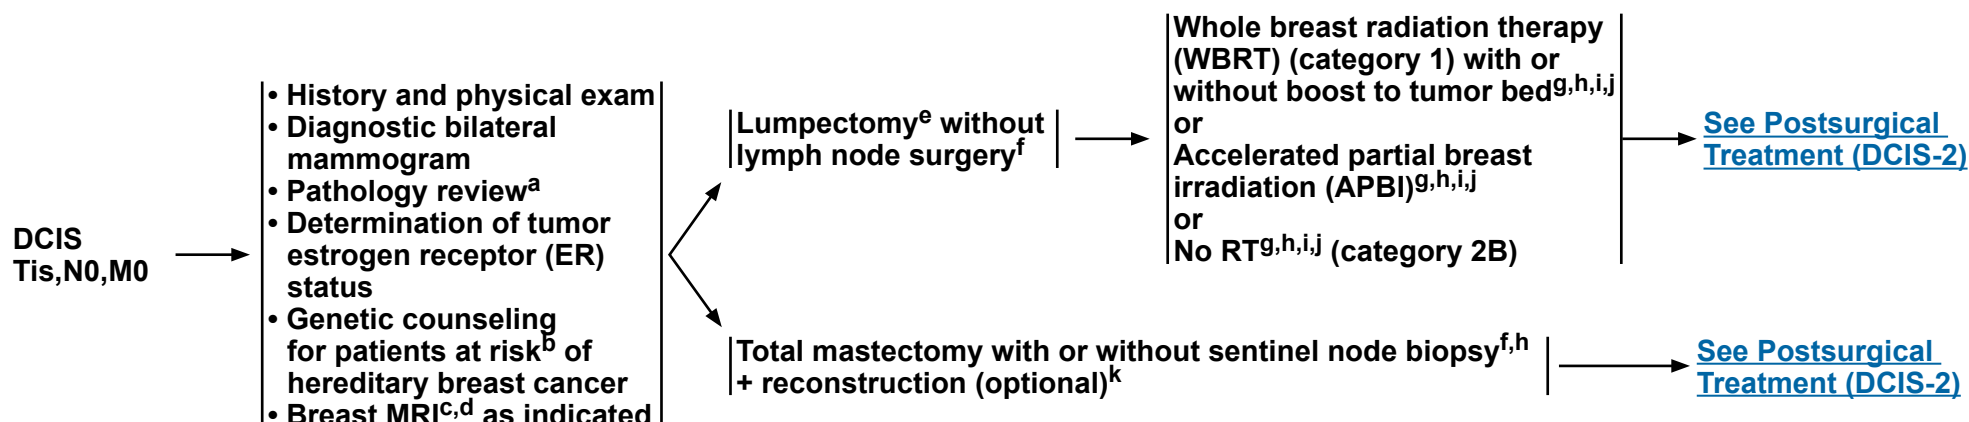 DCIS
Tis,N0,M0
• History and physical exam
• Diagnostic bilateral
mammogram
• Pathology reviewa
• Determination of tumor
estrogen receptor (ER)
status
• Genetic counseling
for patients at riskb of
hereditary breast cancer
• Breast MRIc,d as indicated
Lumpectomye without
lymph node surgeryf
Whole breast radiation therapy
(WBRT) (category 1) with or
without boost to tumor bedg,h,i,j
or
Accelerated partial breast
irradiation (APBI)g,h,i,j
or
No RTg,h,i,j (category 2B)
See Postsurgical
Treatment (DCIS-2)
Total mastectomy with or without sentinel node biopsyf,h
+ reconstruction (optional)k
See Postsurgical
Treatment (DCIS-2)